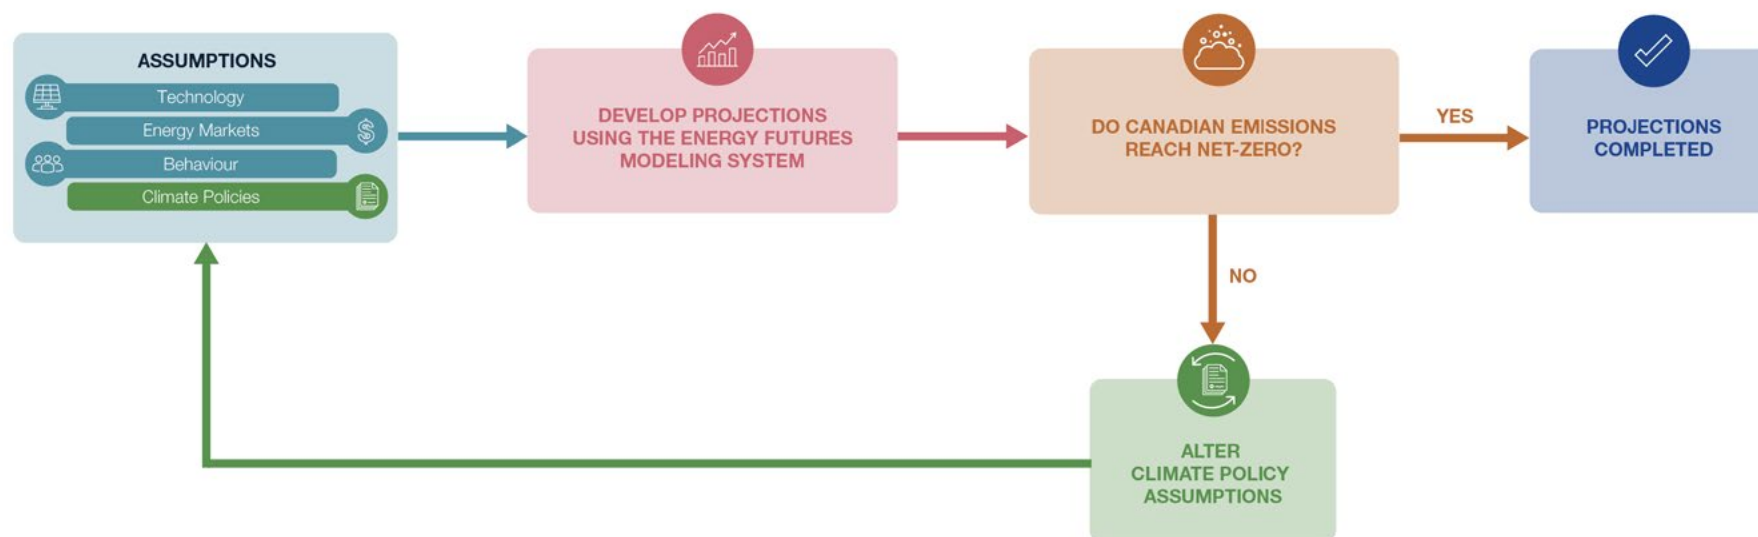 ASSUMPTIONS
Technology
Energy Markets
Behaviour
Climate Policies
DEVELOP PROJECTIONS
USING THE ENERGY FUTURES
MODELING SYSTEM
DO CANADIAN EMISSIONS
REACH NET-ZERO?
YES
PROJECTIONS
COMPLETED
NO
ALTER
CLIMATE POLICY
ASSUMPTIONS